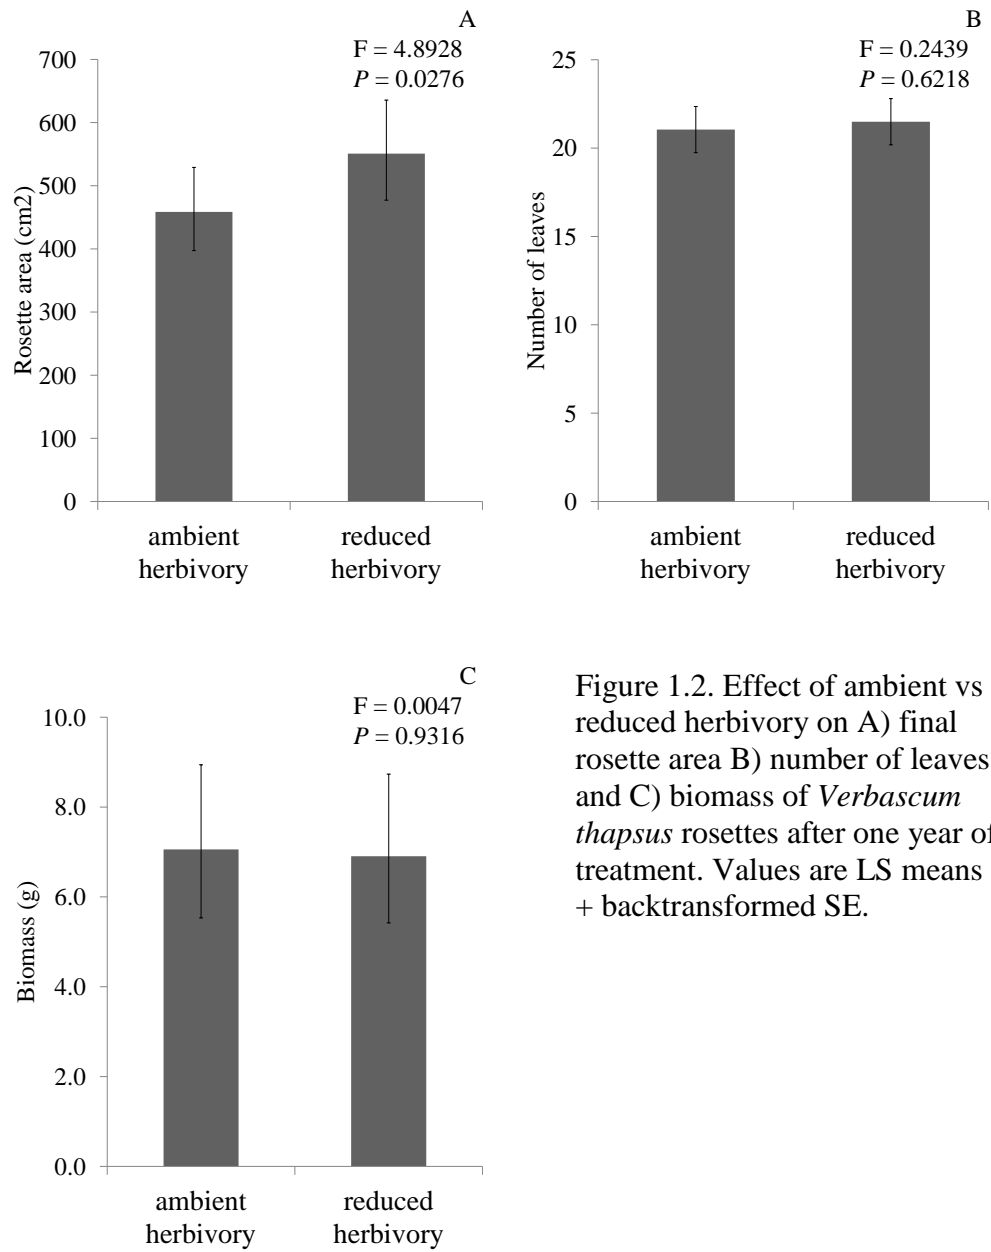 A
F = 4.8928
P = 0.0276
700
600
500
400
300
200
100
0
Rosette area (cm2)
ambient
herbivory
reduced
herbivory
B
F = 0.2439
P = 0.6218
25
20
15
10
5
0
Number of leaves
ambient
herbivory
reduced
herbivory
C
F = 0.0047
P = 0.9316
10.0
8.0
6.0
4.0
2.0
0.0
Biomass (g)
ambient
herbivory
reduced
herbivory
Figure 1.2. Effect of ambient vs
reduced herbivory on A) final
rosette area B) number of leaves
and C) biomass of Verbascum
thapsus rosettes after one year of
treatment. Values are LS means
+ backtransformed SE.